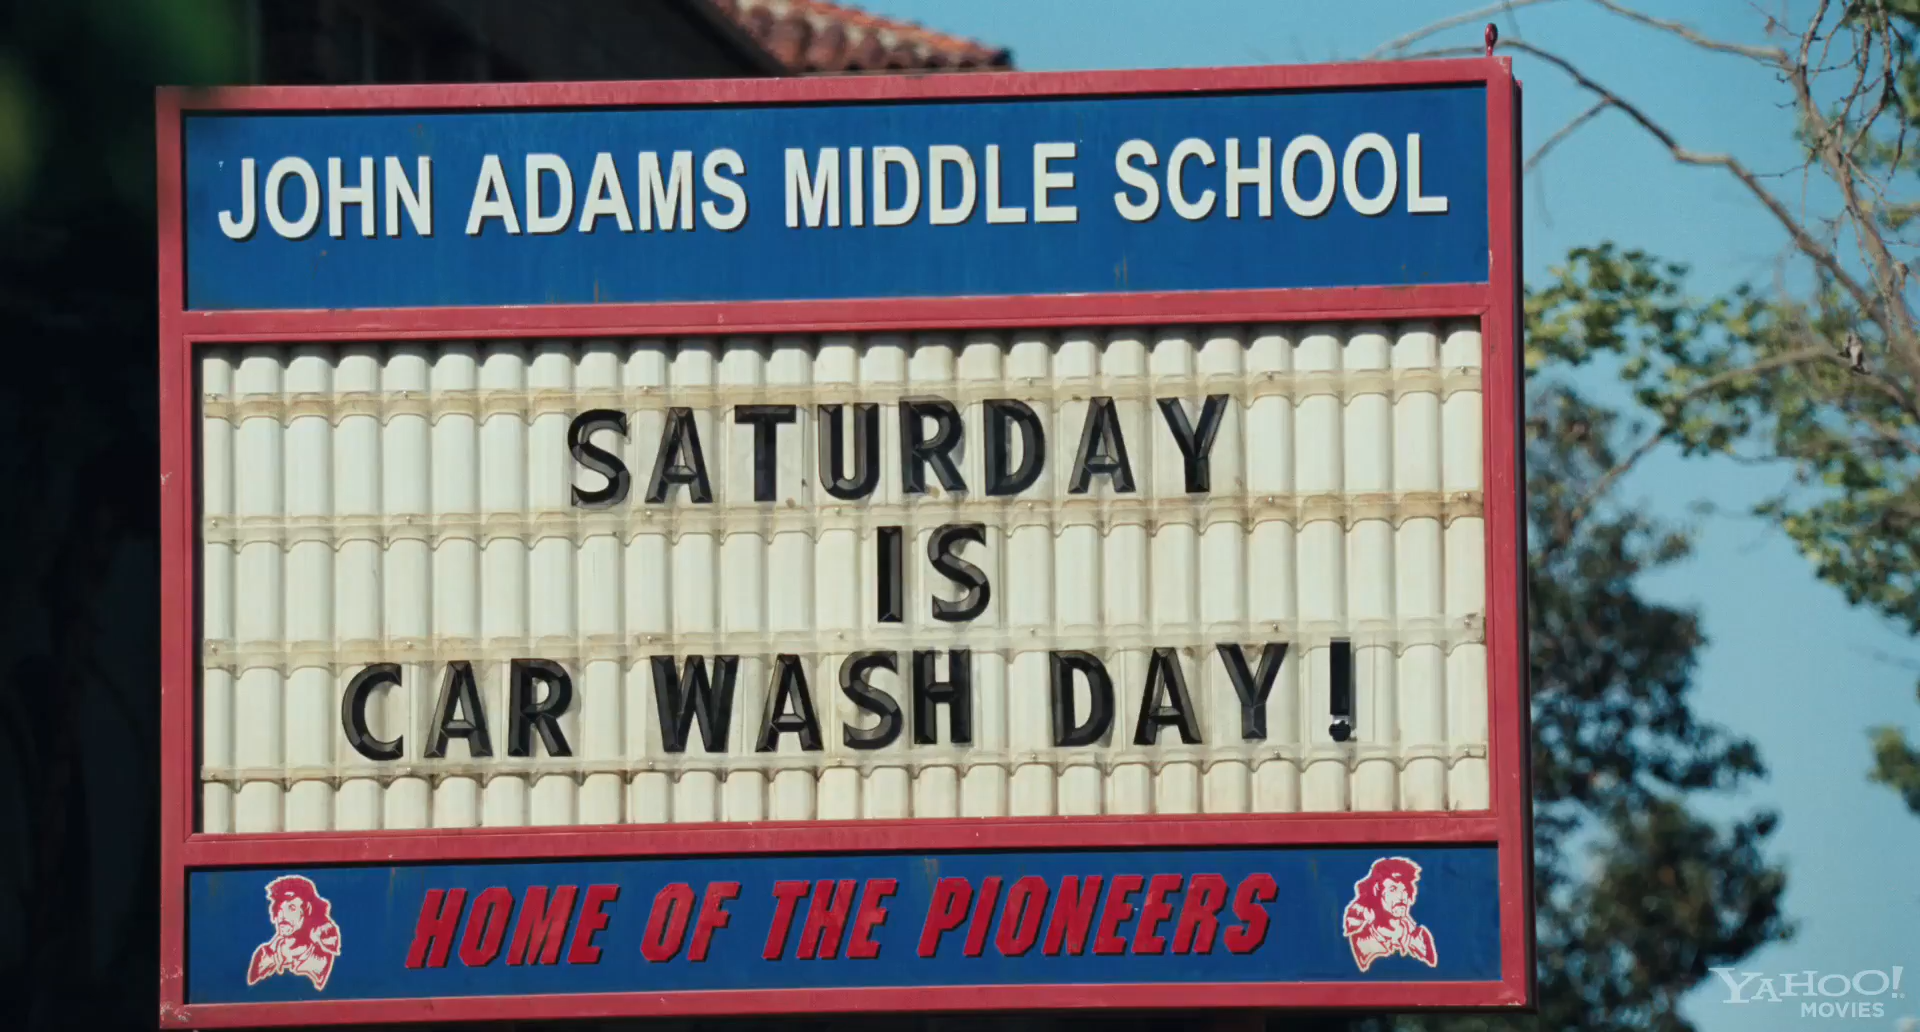 JOHN ADAMS MIDDLE SCHOOL
SATURDAY
IS
CAR WASH DAY!
HOME OF THE PIONEERS
YAHOO!
MOVIES